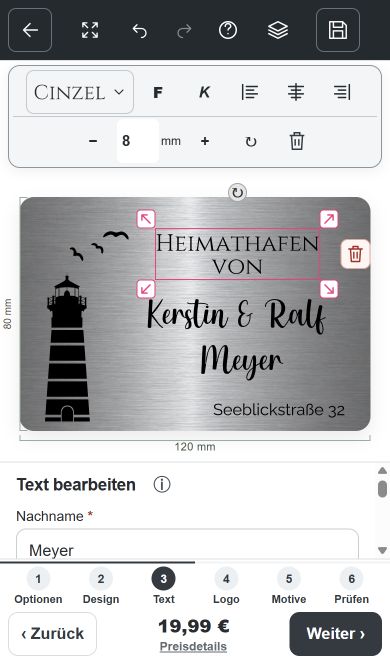 Cinzel
F
K
− 8 mm +
Heimathafen
von
Kerstin & Ralf
Meyer
Seeblickstraße 32
80 mm
120 mm
Text bearbeiten
Nachname *
Meyer
1 2 3 4 5 6
Optionen Design Text Logo Motive Prüfen
‹ Zurück
19,99 €
Preisdetails
Weiter ›